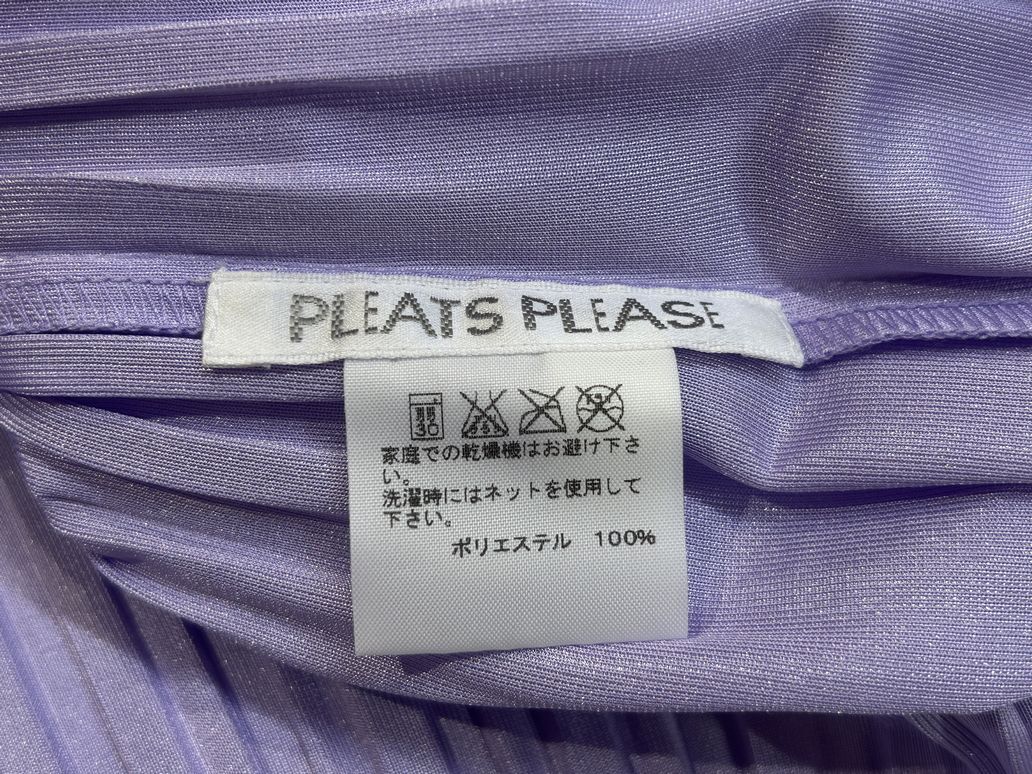 PLEATS PLEASE
30
家庭での乾燥機はお避け下さ
い。
洗濯時にはネットを使用して
下さい。
ポリエステル 100%